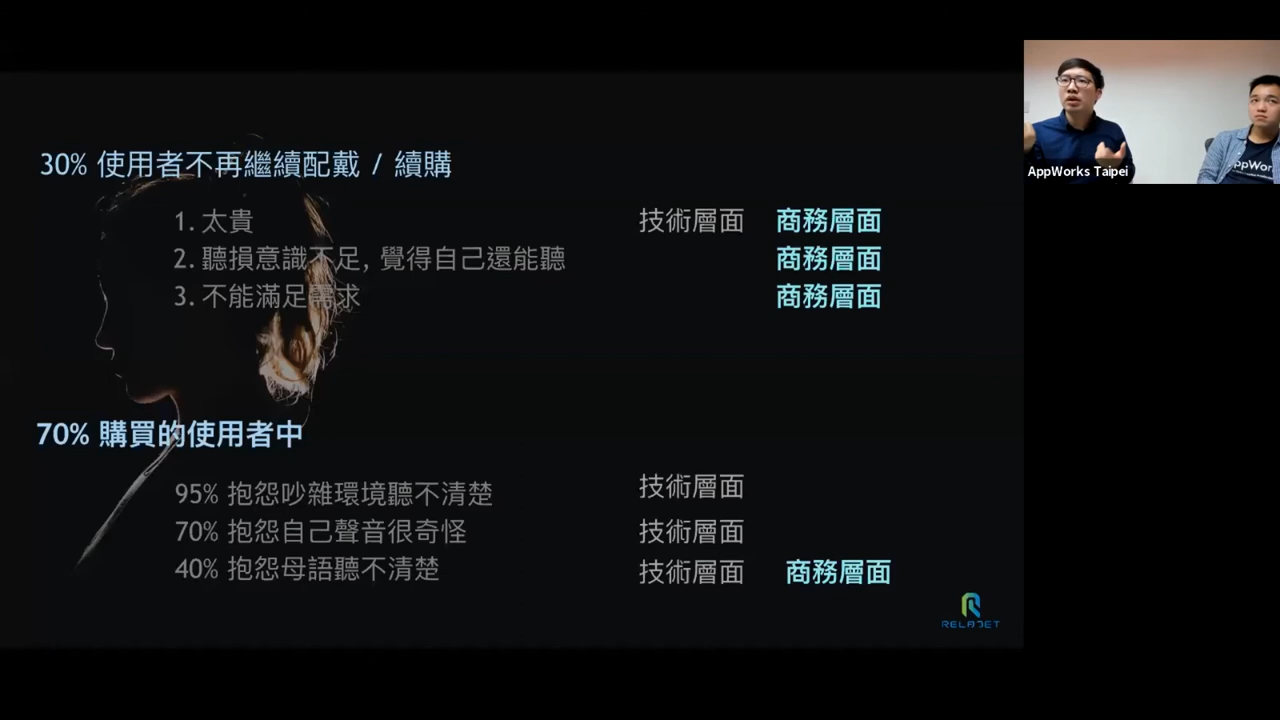 30% 使用者不再繼續配戴 / 續購
1. 太貴 技術層面 商務層面
2. 聽損意識不足, 覺得自己還能聽 商務層面
3. 不能滿足需求 商務層面
70% 購買的使用者中
95% 抱怨吵雜環境聽不清楚 技術層面
70% 抱怨自己聲音很奇怪 技術層面
40% 抱怨母語聽不清楚 技術層面 商務層面
RELAJET
AppWorks Taipei